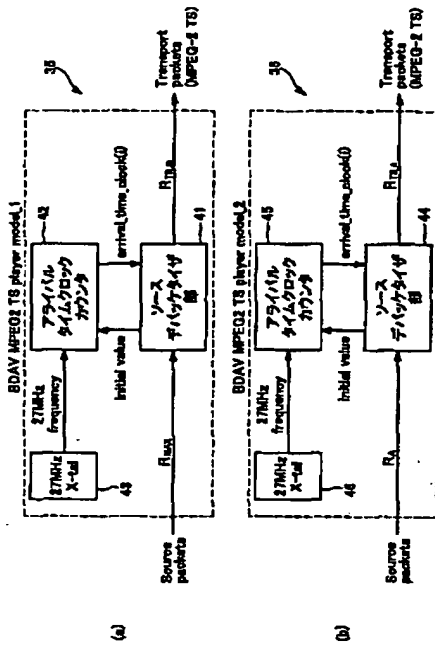 (a)
BDAV MPEG2 TS player model_1
35
27MHz
X-tal
43
27MHz
frequency
アライバル
タイムクロック
カウンタ
42
Initial value
arrival_time_clock(i)
Source
packets
RMAX
ソース
デパケッタイザ
部
41
Transport
packets
(MPEG-2 TS)
(b)
BDAV MPEG2 TS player model_2
35
27MHz
X-tal
46
27MHz
frequency
アライバル
タイムクロック
カウンタ
45
Initial value
arrival_time_clock(i)
Source
packets
RA
ソース
デパケッタイザ
部
44
Transport
packets
(MPEG-2 TS)